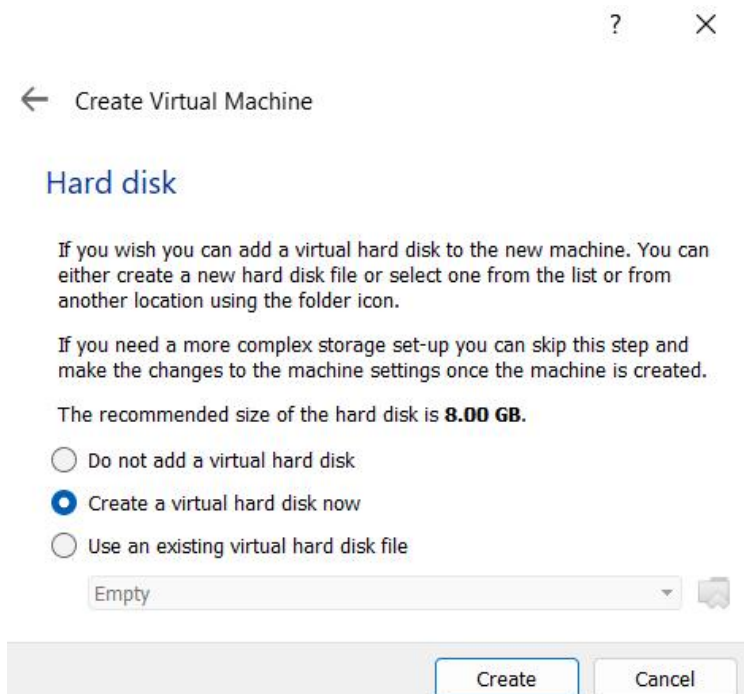 ?
Create Virtual Machine
Hard disk
If you wish you can add a virtual hard disk to the new machine. You can
either create a new hard disk file or select one from the list or from
another location using the folder icon.
If you need a more complex storage set-up you can skip this step and
make the changes to the machine settings once the machine is created.
The recommended size of the hard disk is 8.00 GB.
Do not add a virtual hard disk
Create a virtual hard disk now
Use an existing virtual hard disk file
Empty
Create Cancel